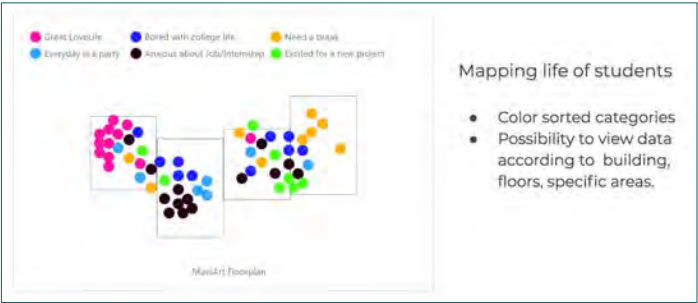 Great Lovelife Bored with college life Need a break
Everyday is a party Anxious about Job/Internship Excited for a new project
Mapping life of students
● Color sorted categories
● Possibility to view data
according to building,
floors, specific areas.
Floorplan